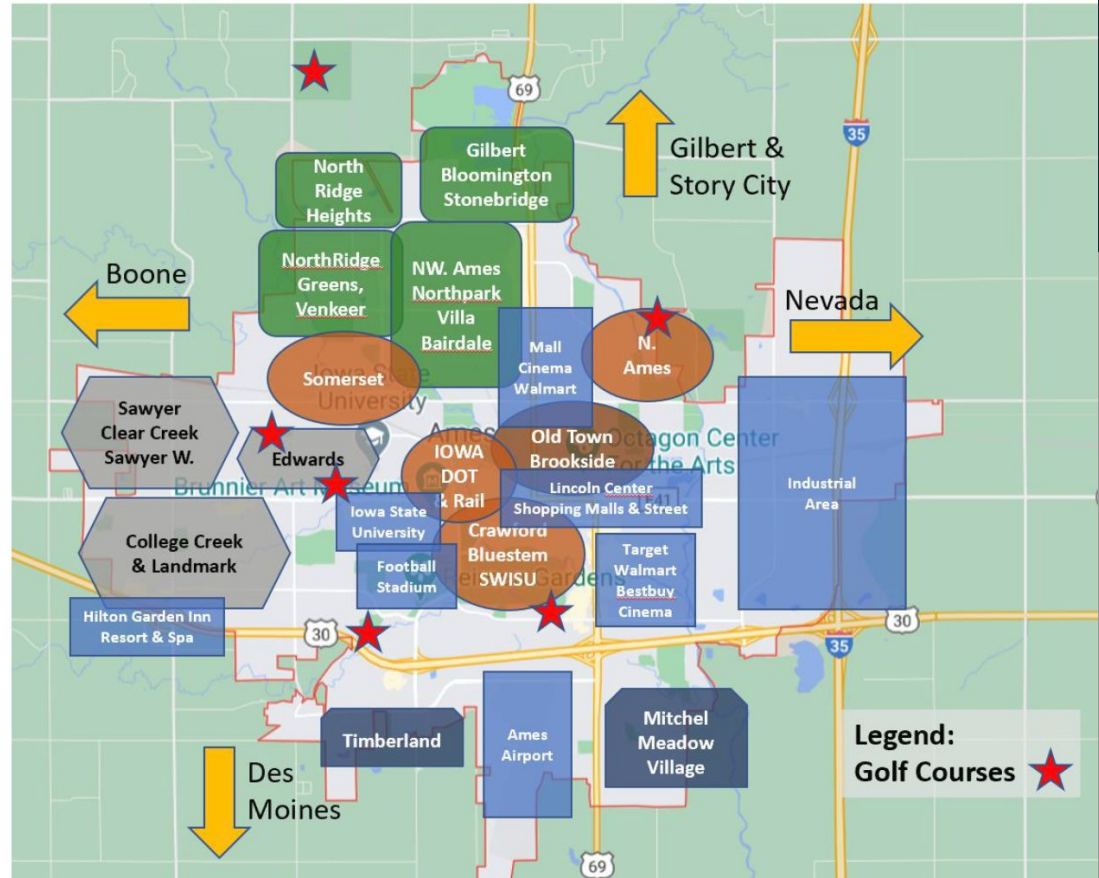 69
35
Gilbert &
Story City
North
Ridge
Heights
Gilbert
Bloomington
Stonebridge
Boone
NorthRidge
Greens,
Venkeer
NW. Ames
Northpark
Villa
Bairdale
Nevada
Mall
Cinema
Walmart
N.
Ames
Somerset
Iowa State
University
Sawyer
Clear Creek
Sawyer W.
Edwards
Ames
IOWA
DOT
& Rail
Old Town
Brookside
Octagon Center
For the Arts
Brunnier Art Museum
Lincoln Center
Shopping Malls & Street
Industrial
Area
Iowa State
University
College Creek
& Landmark
Crawford
Bluestem
SWISU
Football
Stadium
Gardens
Target
Walmart
Bestbuy
Cinema
Hilton Garden Inn
Resort & Spa
30
30
35
Timberland
Ames
Airport
Mitchel
Meadow
Village
Legend:
Golf Courses
Des
Moines
69